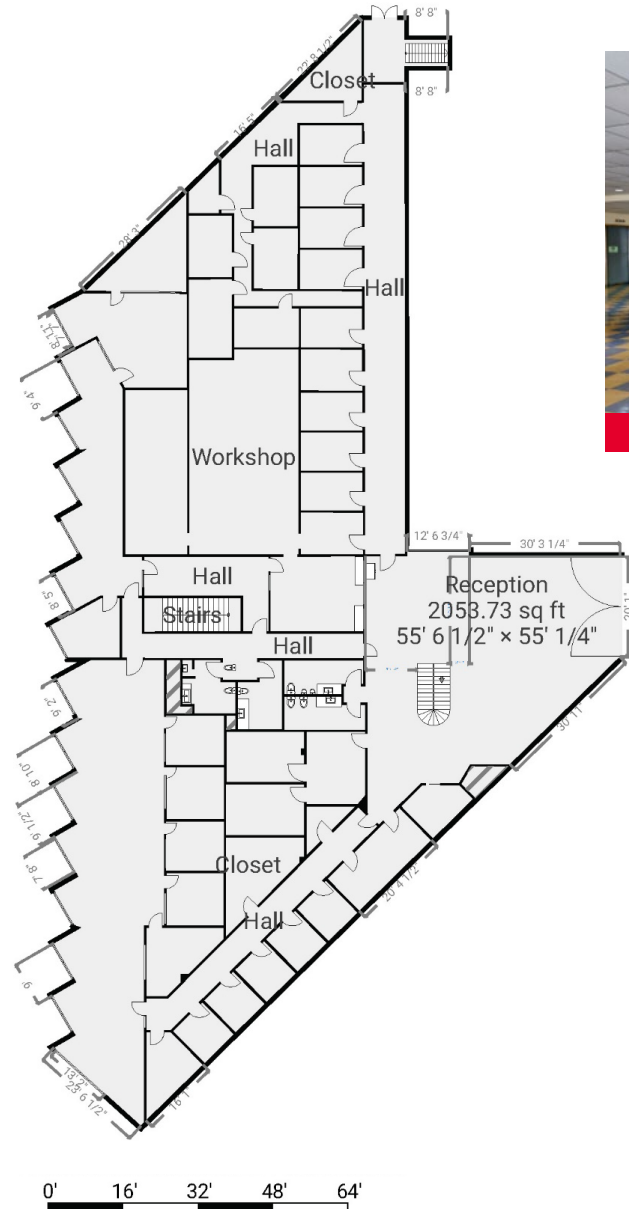 8' 8"
22' 8 1/2"
Closet
8' 8"
16' 5"
Hall
28' 3"
Hall
8' 11"
9' 4"
Workshop
12' 6 3/4"
30' 3 1/4"
Hall
Reception
2053.73 sq ft
55' 6 1/2" × 55' 1/4"
20' 1"
8' 5"
Stairs
Hall
9' 2"
30' 11"
8' 10"
9' 1/2"
7' 8"
Closet
20' 4 1/2"
Hall
9'
13' 2"
23' 6 1/2"
16' 1"
0' 16' 32' 48' 64'